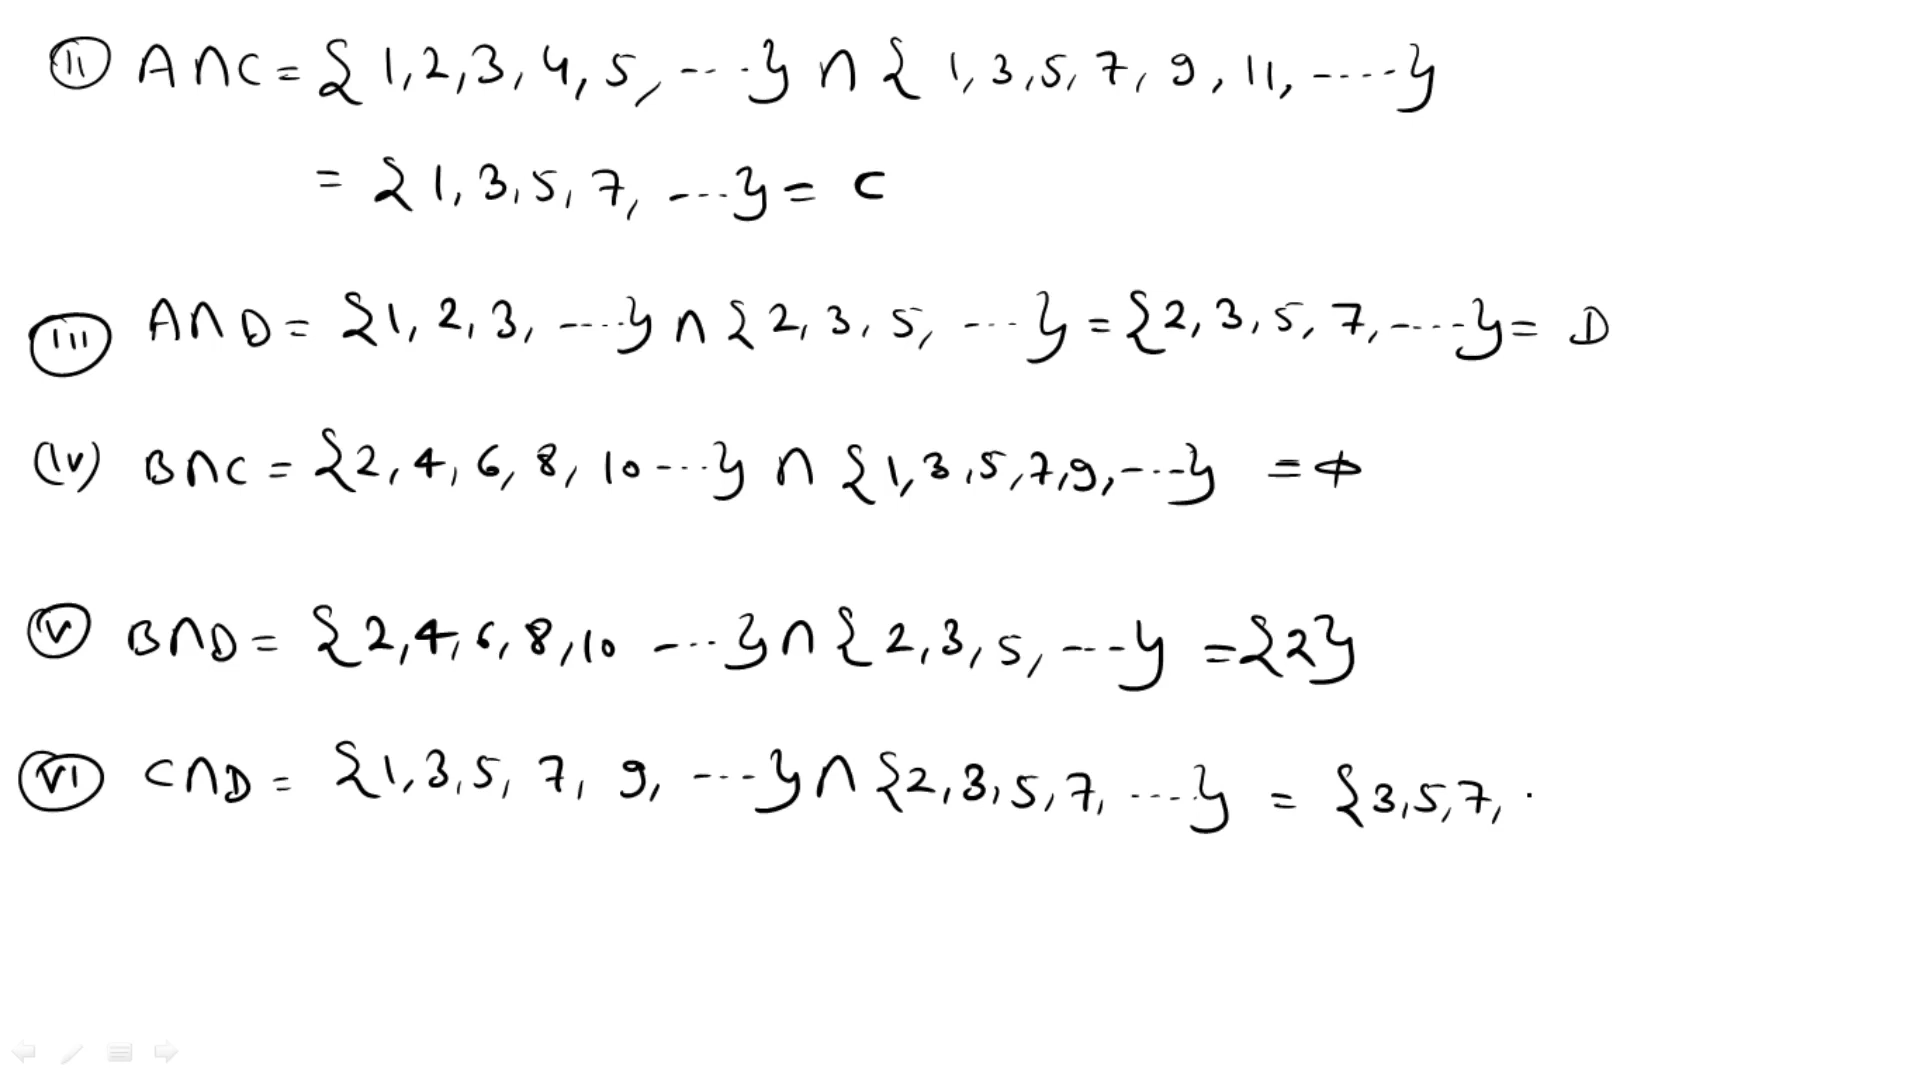 (ii) A∩C = { 1, 2, 3, 4, 5, ---- } ∩ { 1, 3, 5, 7, 9, 11, ----- }
= { 1, 3, 5, 7, ---- } = C
(iii) A∩D = { 1, 2, 3, ----- } ∩ { 2, 3, 5, ---- } = { 2, 3, 5, 7, ----- } = D
(iv) B∩C = { 2, 4, 6, 8, 10 ---- } ∩ { 1, 3, 5, 7, 9, ---- } = ϕ
(v) B∩D = { 2, 4, 6, 8, 10 ---- } ∩ { 2, 3, 5, ---- } = { 2 }
(vi) C∩D = { 1, 3, 5, 7, 9, ---- } ∩ { 2, 3, 5, 7, ---- } = { 3, 5, 7, ·